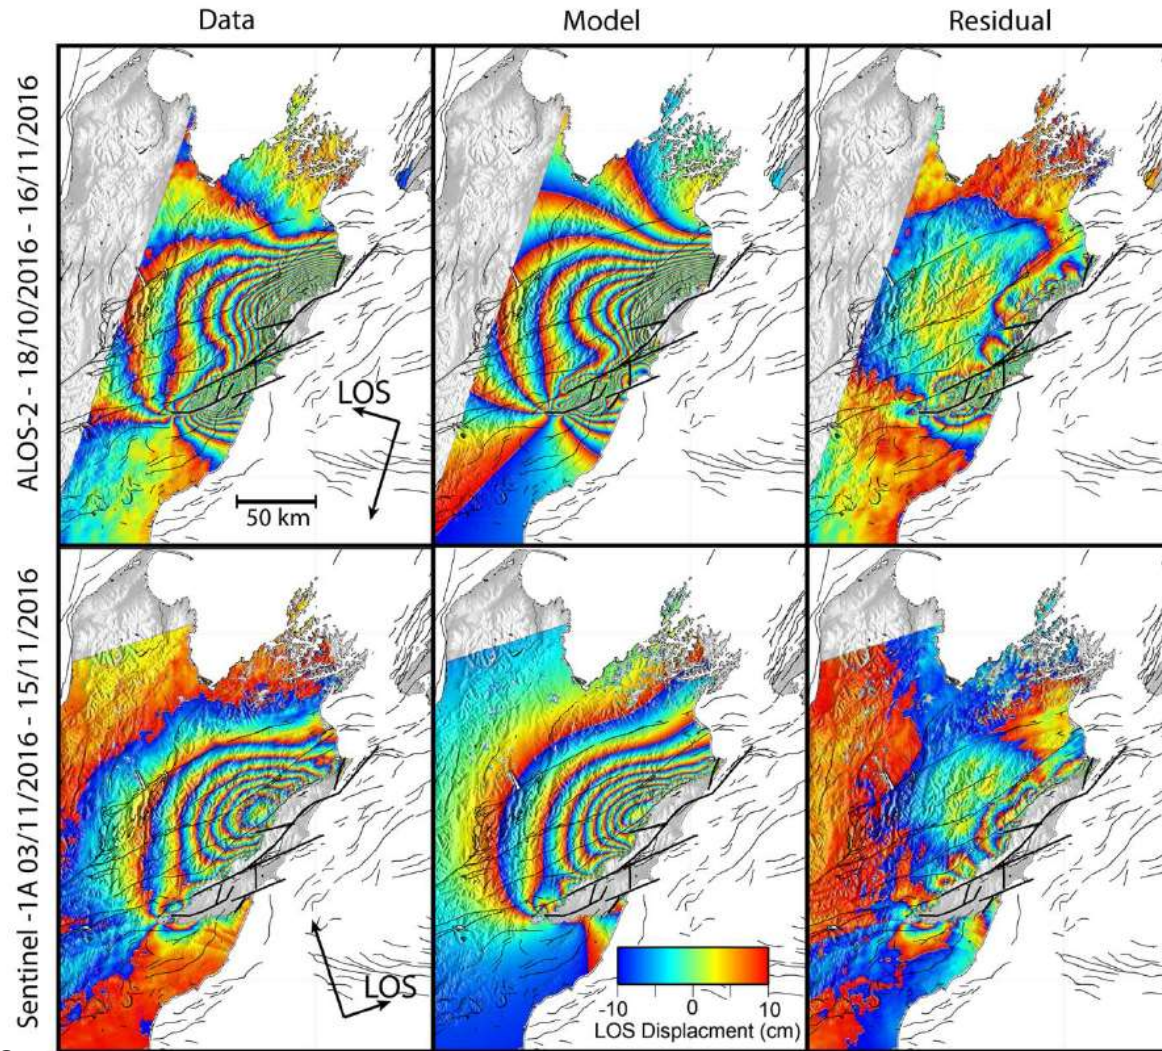 Data
Model
Residual
ALOS-2 - 18/10/2016 - 16/11/2016
LOS
50 km
Sentinel -1A 03/11/2016 - 15/11/2016
LOS
-10 0 10
LOS Displacment (cm)